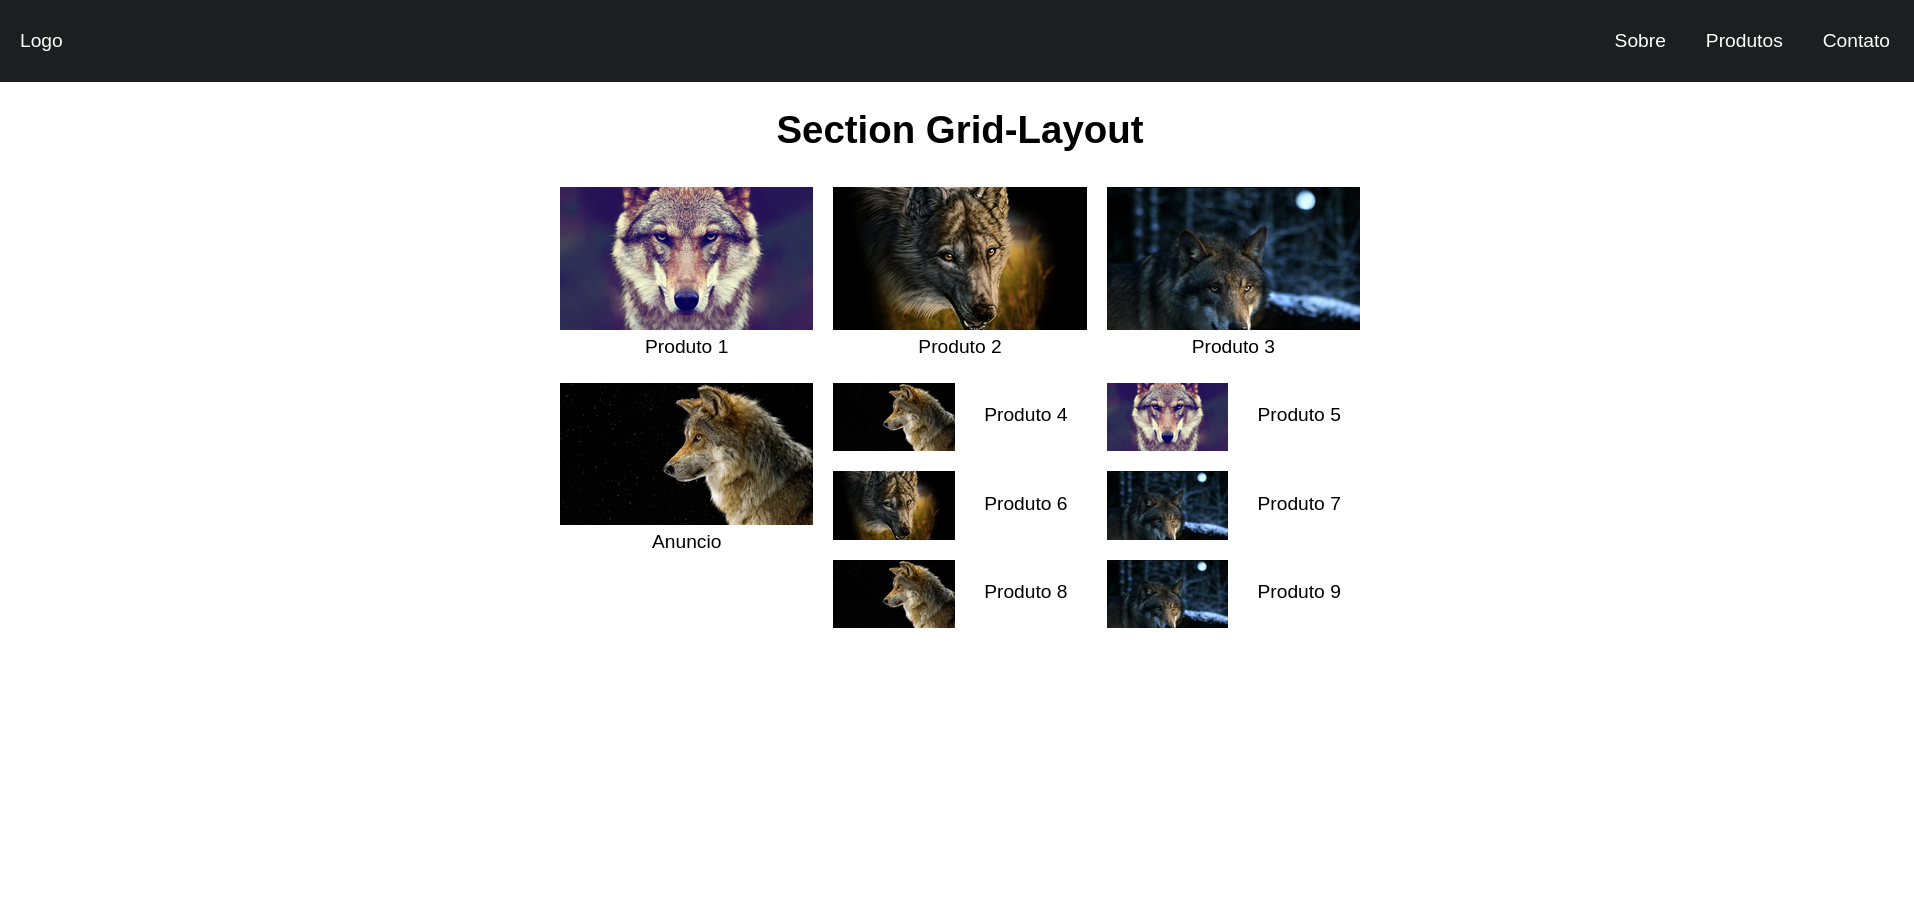 Logo
Sobre Produtos Contato
Section Grid-Layout
Produto 1
Produto 2
Produto 3
Anuncio
Produto 4
Produto 5
Produto 6
Produto 7
Produto 8
Produto 9